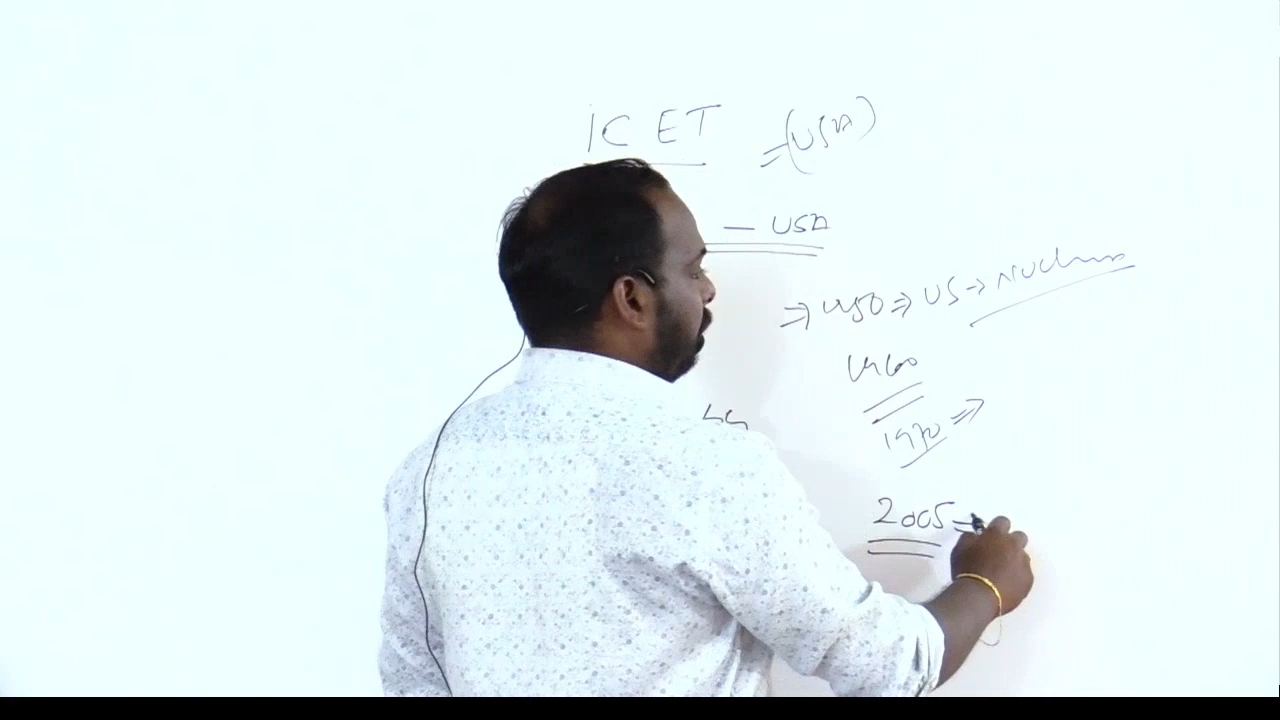 iCET = (USA)
— USA
⇒ 1950 ⇒ US → Nuclear
1960
1970 ⇒
2005 =